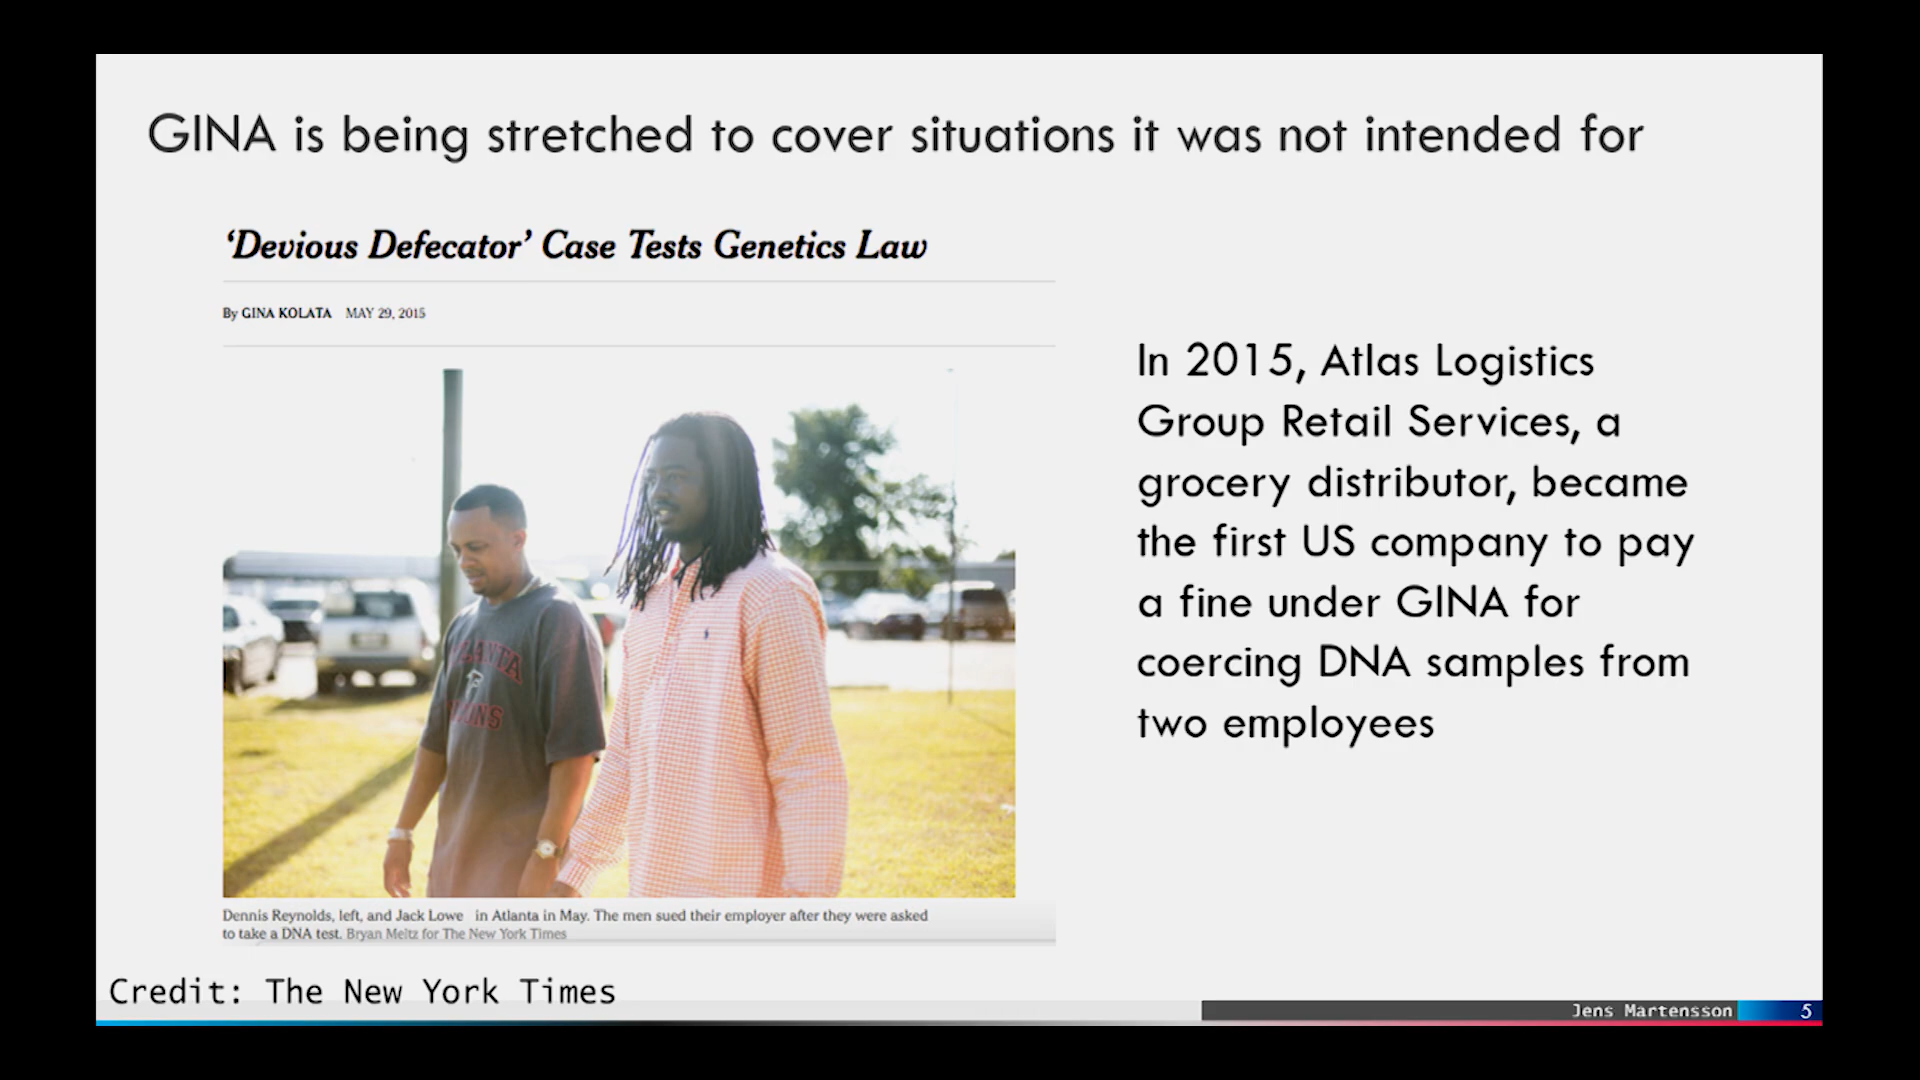 GINA is being stretched to cover situations it was not intended for
‘Devious Defecator’ Case Tests Genetics Law
By GINA KOLATA MAY 29, 2015
In 2015, Atlas Logistics
Group Retail Services, a
grocery distributor, became
the first US company to pay
a fine under GINA for
coercing DNA samples from
two employees
Dennis Reynolds, left, and Jack Lowe in Atlanta in May. The men sued their employer after they were asked
to take a DNA test. Bryan Meltz for The New York Times
Credit: The New York Times
Jens Martensson 5